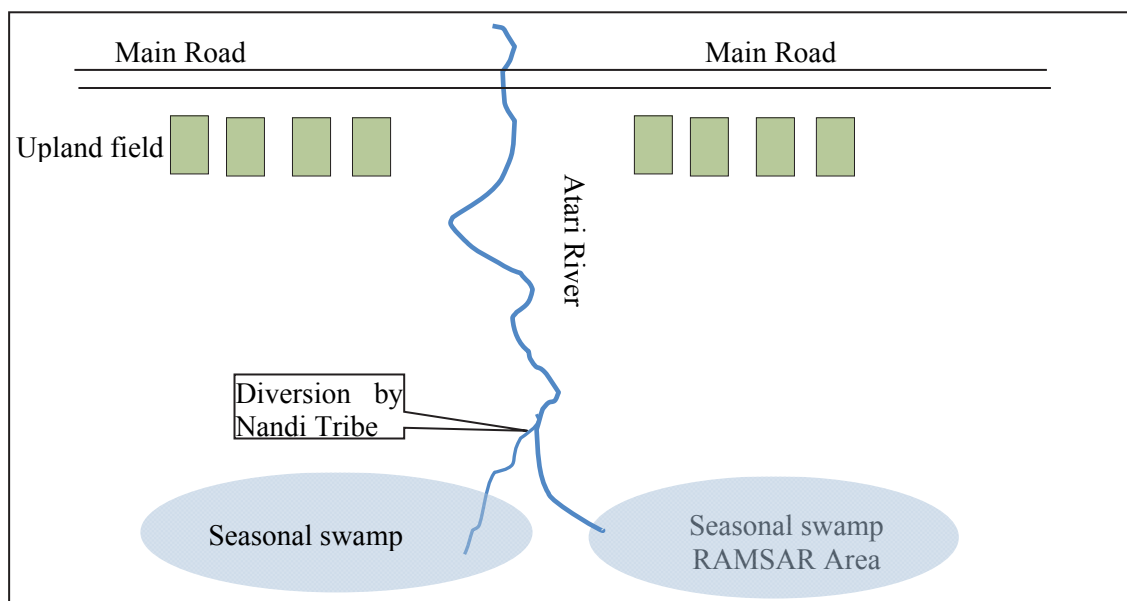 Main Road
Main Road
Upland field
Atari River
Diversion by
Nandi Tribe
Seasonal swamp
Seasonal swamp
RAMSAR Area